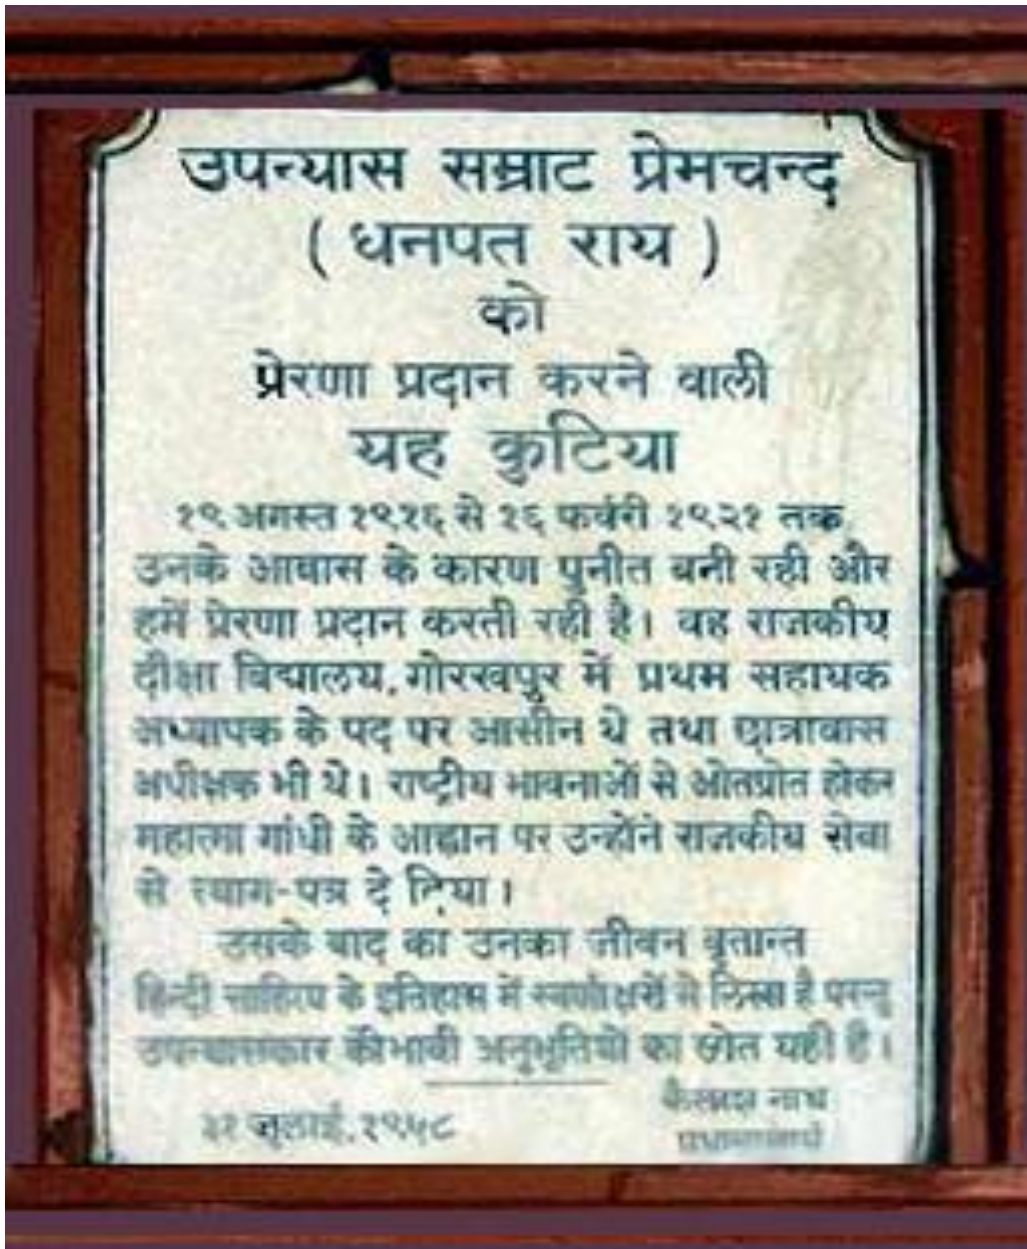 उपन्यास सम्राट प्रेमचन्द
( धनपत राय )
को
प्रेरणा प्रदान करने वाली
यह कुटिया
१९ अगस्त १९१६ से १६ फर्वरी १९२१ तक
उनके आवास के कारण पुनीत बनी रही और
हमें प्रेरणा प्रदान करती रही है। वह राजकीय
दीक्षा विद्यालय, गोरखपुर में प्रथम सहायक
अध्यापक के पद पर आसीन थे तथा छात्रावास
अधीक्षक भी थे। राष्ट्रीय भावनाओं से ओतप्रोत होकर
महात्मा गांधी के आह्वान पर उन्होंने राजकीय सेवा
से त्याग-पत्र दे दिया।
उसके बाद का उनका जीवन वृतान्त
हिन्दी साहित्य के इतिहास में स्वर्णाक्षरों में लिखा है परन्तु
उपन्यासकार की भावी अनुभूतियों का स्रोत यही है।
कैलाश नाथ
जुलाई, १९५८